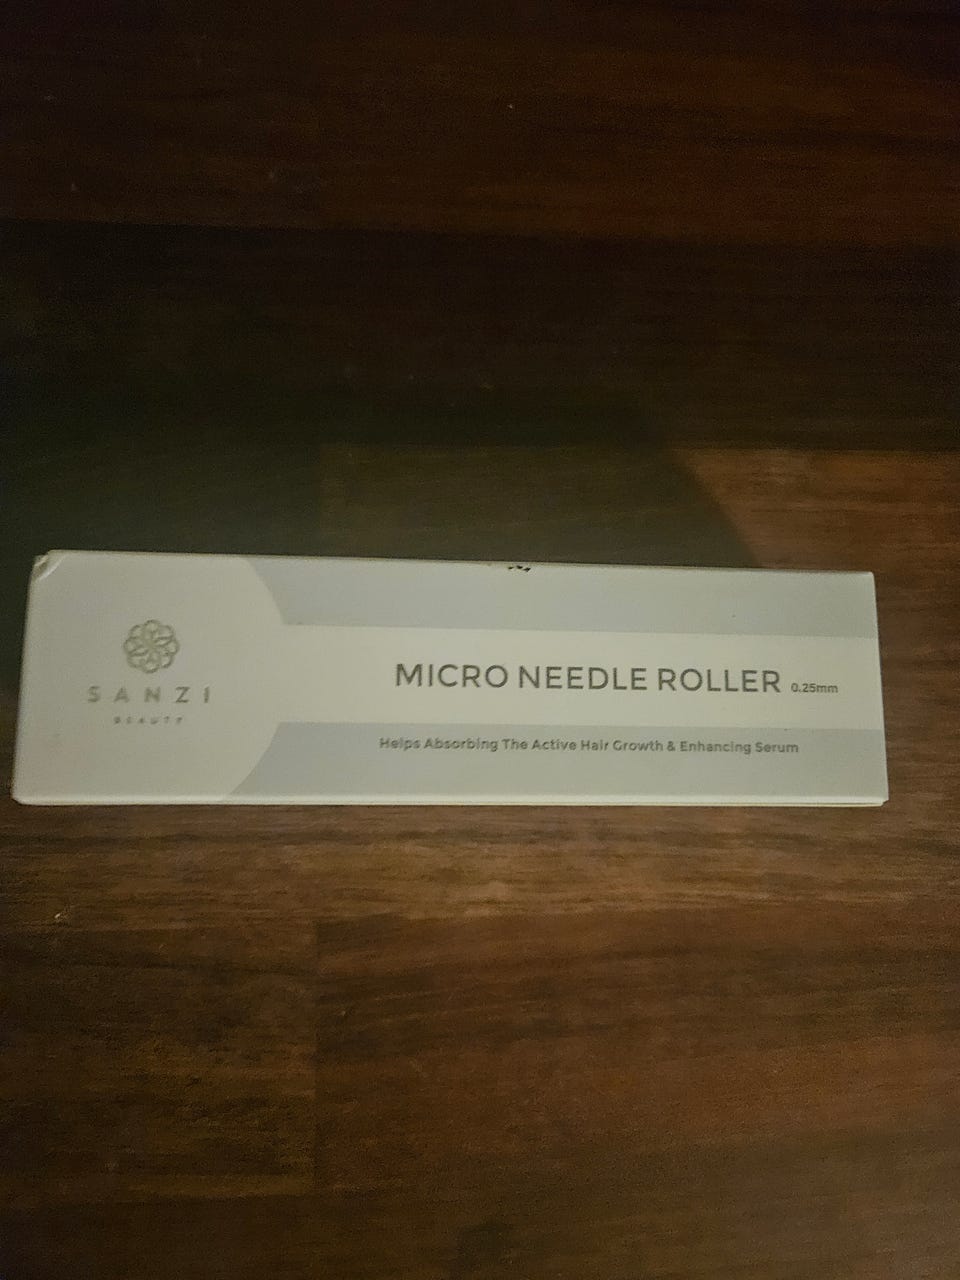 SANZI
BEAUTY
MICRO NEEDLE ROLLER 0.25mm
Helps Absorbing The Active Hair Growth & Enhancing Serum